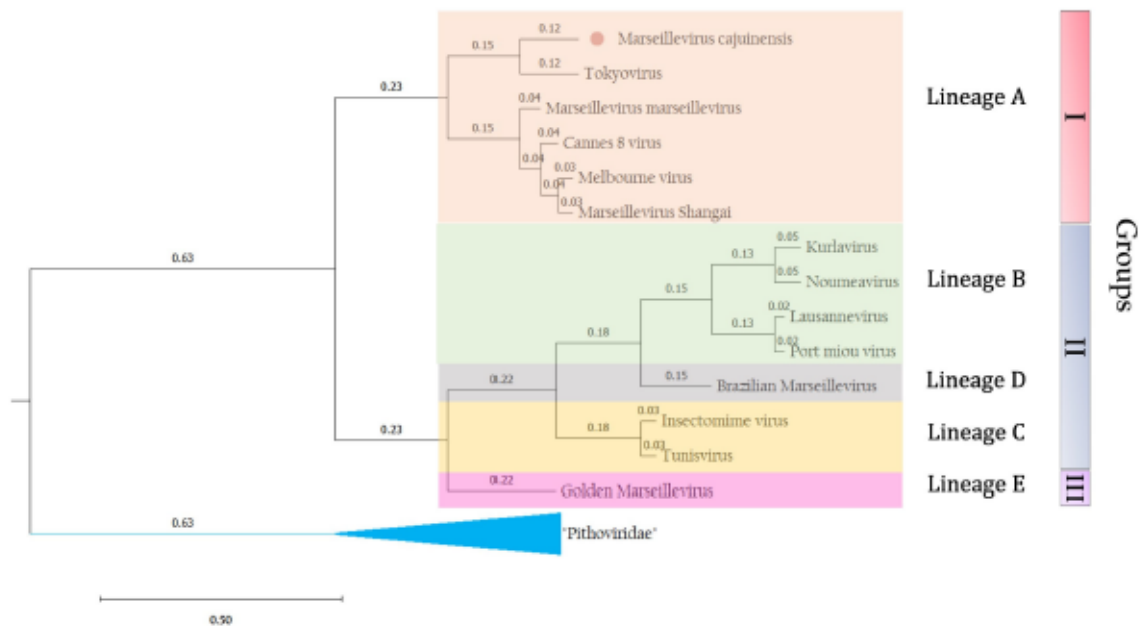 0.12
Marseillevirus cajuinensis
0.15
0.12
Tokyovirus
0.23
Lineage A
I
0.04
Marseillevirus marseillevirus
0.15
0.04
Cannes 8 virus
0.04
0.03
Melbourne virus
0.04
0.03
Marseillevirus Shangai
0.05
Kurlavirus
0.13
0.63
0.05
Noumeavirus
Lineage B
Groups
0.15
0.02
Lausannevirus
0.13
0.18
0.02
Port miou virus
II
0.22
0.15
Brazilian Marseillevirus
Lineage D
0.03
Insectomime virus
0.23
0.18
Lineage C
0.03
Tunisvirus
0.22
Golden Marseillevirus
Lineage E
III
0.63
"Pithoviridae"
0.50